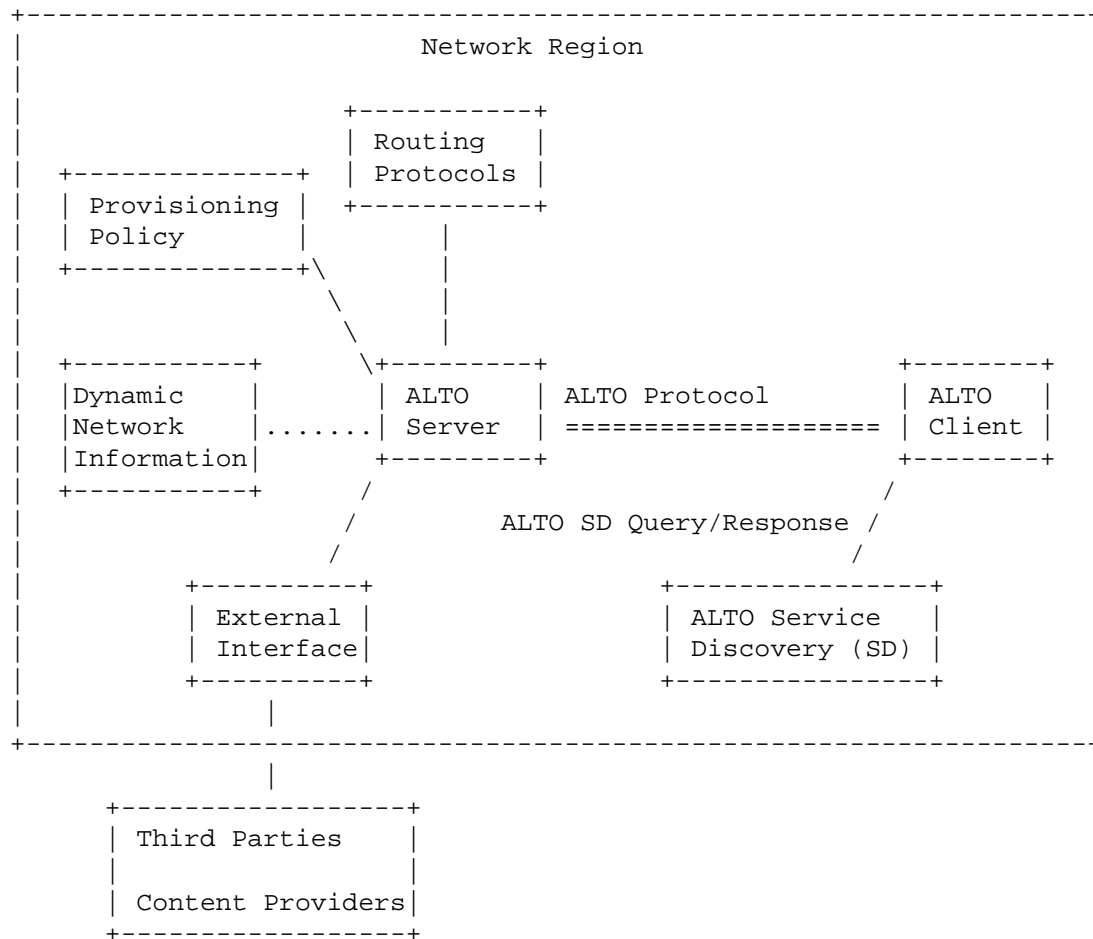 Network Region
Routing
Protocols
Provisioning
Policy
Dynamic
Network
Information
.......
ALTO
Server
ALTO Protocol
====================
ALTO
Client
ALTO SD Query/Response
External
Interface
ALTO Service
Discovery (SD)
Third Parties
Content Providers